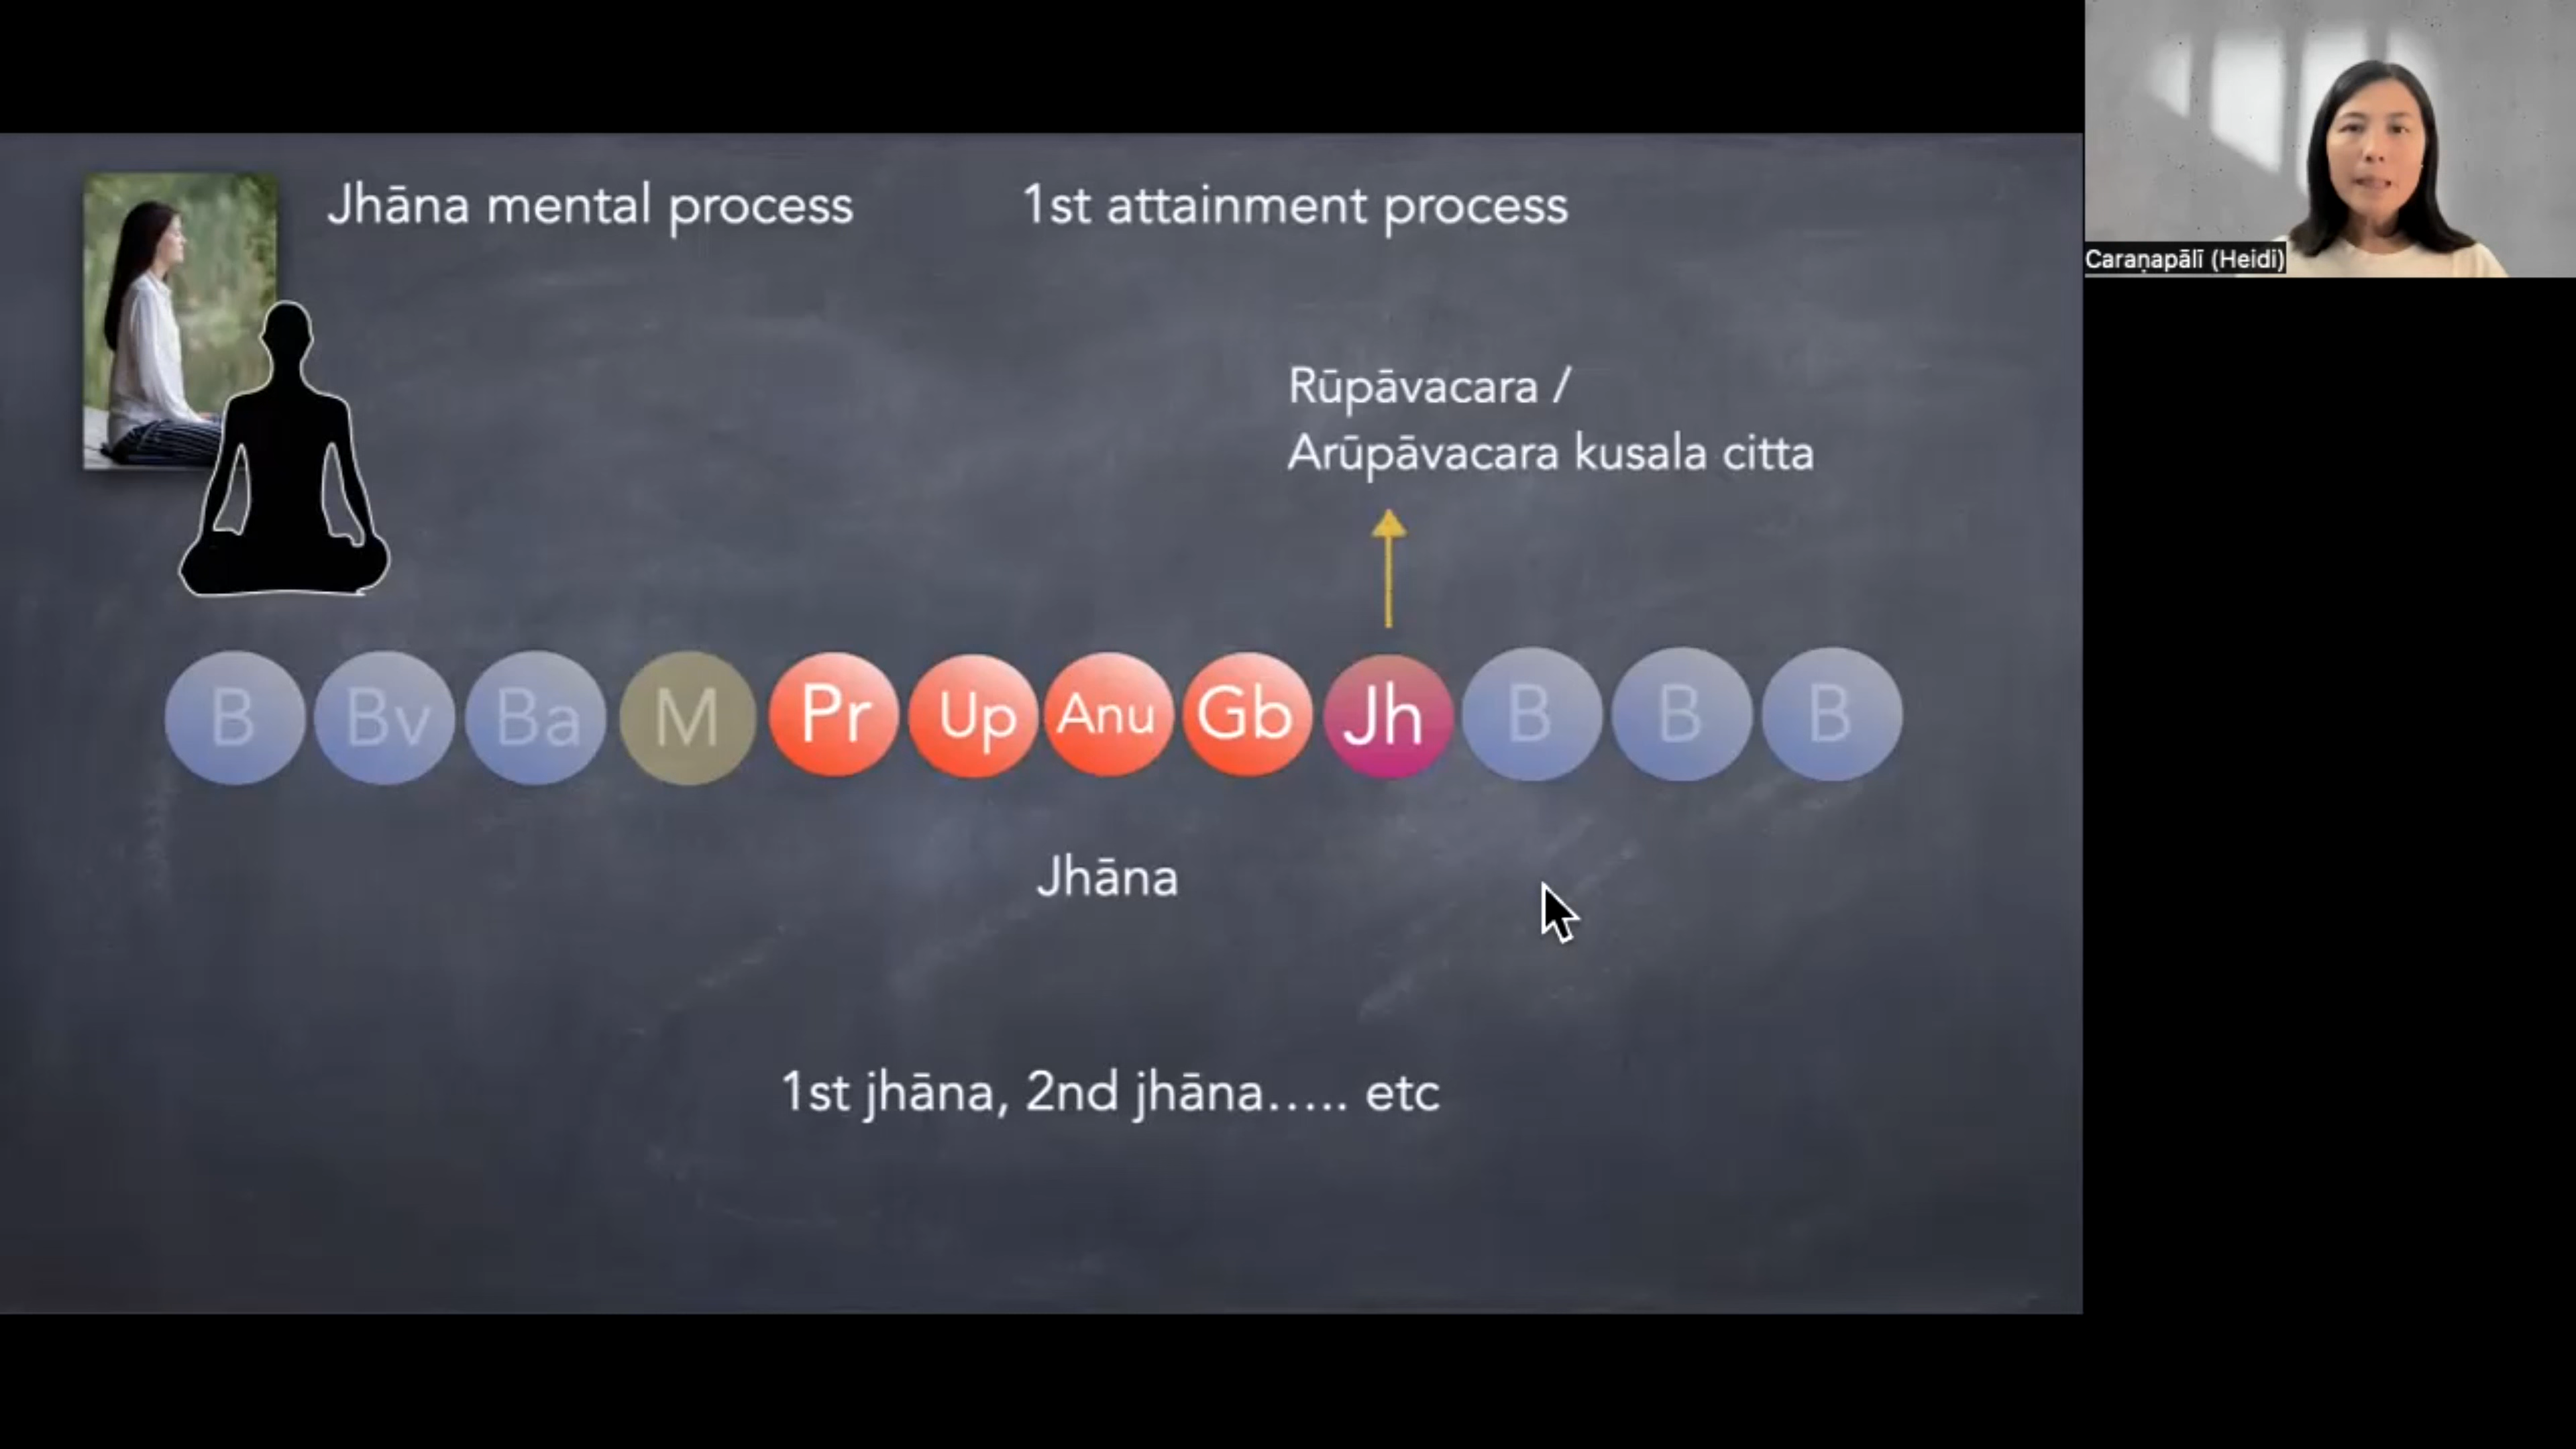 Jhāna mental process
1st attainment process
Caraṇapālī (Heidi)
Rūpāvacara /
Arūpāvacara kusala citta
B Bv Ba M Pr Up Anu Gb Jh B B B
Jhāna
1st jhāna, 2nd jhāna..... etc